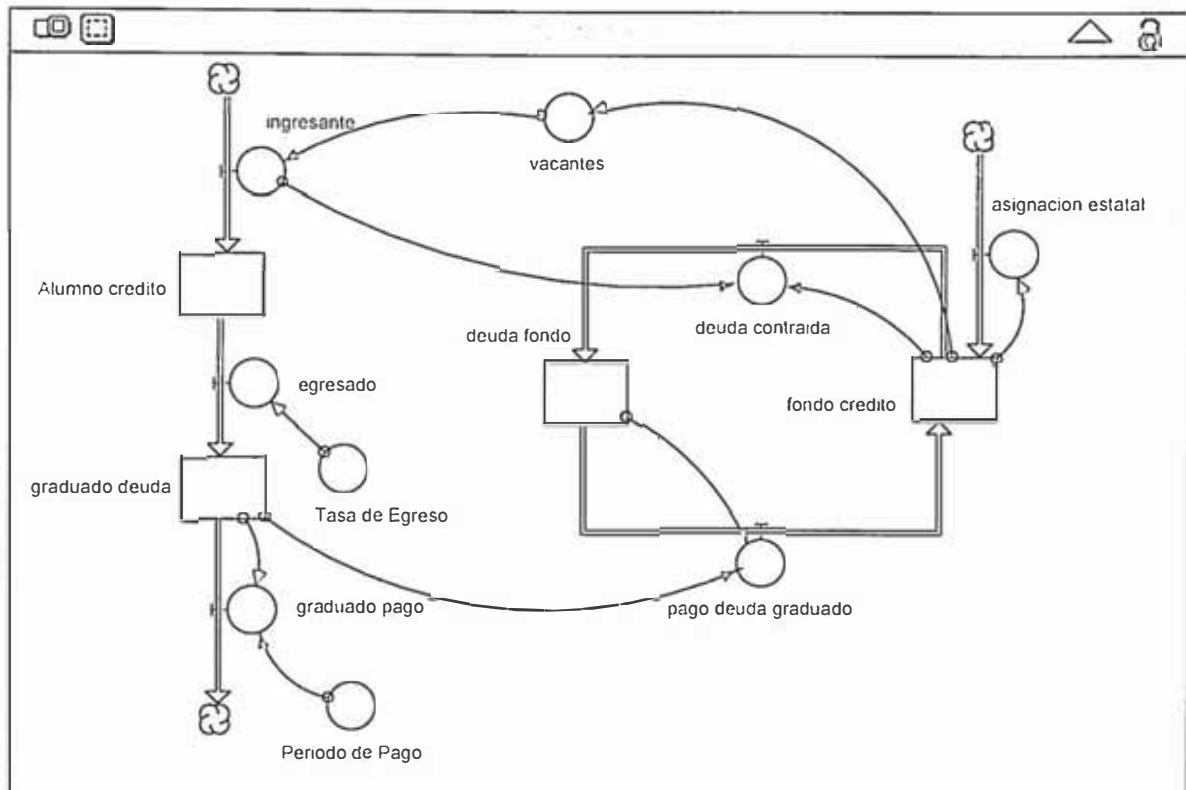 ingresante
vacantes
asignacion estatal
Alumno credito
deuda fondo
deuda contraida
egresado
fondo credito
graduado deuda
Tasa de Egreso
graduado pago
pago deuda graduado
Periodo de Pago